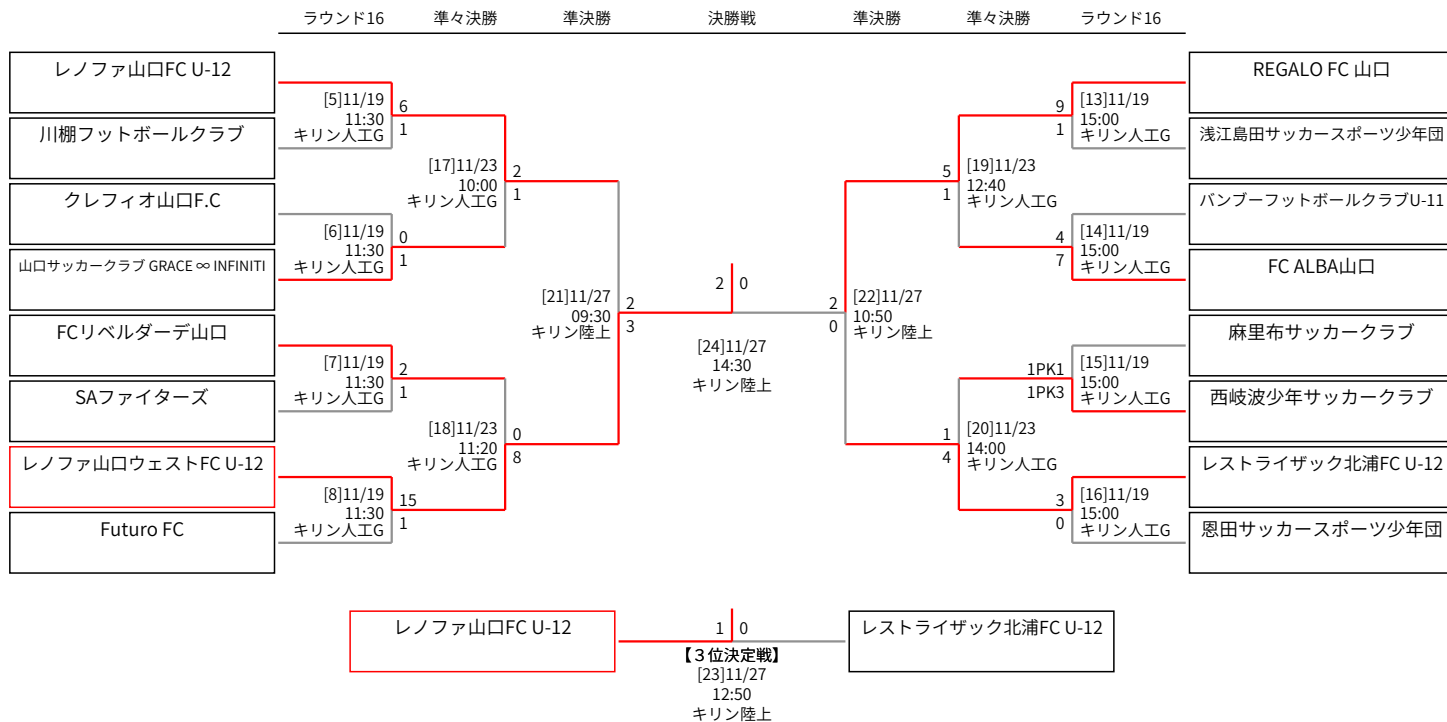 ラウンド16
準々決勝
準決勝
決勝戦
準決勝
準々決勝
ラウンド16
レノファ山口FC U-12
川棚フットボールクラブ
クレフィオ山口F.C
山口サッカークラブ GRACE ∞ INFINITI
FCリベルダーデ山口
SAファイターズ
レノファ山口ウェストFC U-12
Futuro FC
[5]11/19
11:30
キリン人工G
6
1
[6]11/19
11:30
キリン人工G
0
1
[7]11/19
11:30
キリン人工G
2
1
[8]11/19
11:30
キリン人工G
15
1
[17]11/23
10:00
キリン人工G
2
1
[18]11/23
11:20
キリン人工G
0
8
[21]11/27
09:30
キリン陸上
2
3
2 0
[24]11/27
14:30
キリン陸上
2
0
[22]11/27
10:50
キリン陸上
5
1
[19]11/23
12:40
キリン人工G
1
4
[20]11/23
14:00
キリン人工G
9
1
[13]11/19
15:00
キリン人工G
4
7
[14]11/19
15:00
キリン人工G
1PK1
1PK3
[15]11/19
15:00
キリン人工G
3
0
[16]11/19
15:00
キリン人工G
REGALO FC 山口
浅江島田サッカースポーツ少年団
バンブーフットボールクラブU-11
FC ALBA山口
麻里布サッカークラブ
西岐波少年サッカークラブ
レストライザック北浦FC U-12
恩田サッカースポーツ少年団
レノファ山口FC U-12
1 0
レストライザック北浦FC U-12
【３位決定戦】
[23]11/27
12:50
キリン陸上